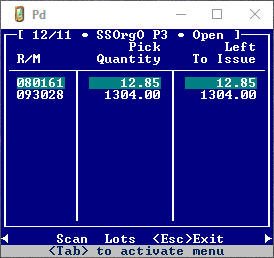 Pd
[ 12/11 • SSOrgO P3 • Open ]
Pick Left
R/M Quantity To Issue
080161 12.85 12.85
093028 1304.00 1304.00
Scan Lots <Esc>Exit
<Tab> to activate menu